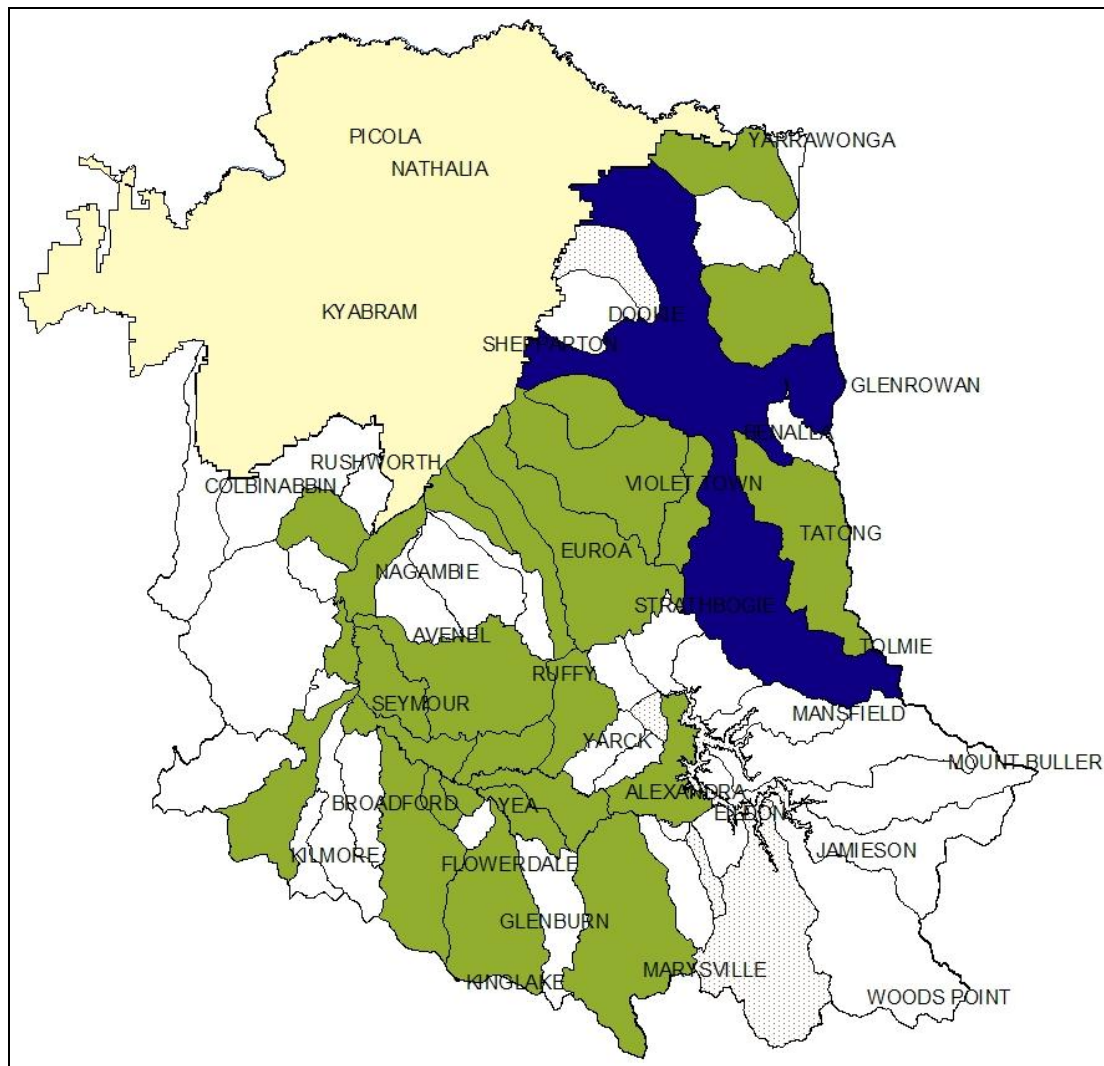 PICOLA
YARRAWONGA
NATHALIA
KYABRAM
DOOKIE
SHEPPARTON
GLENROWAN
BENALLA
RUSHWORTH
COLBINABBIN
VIOLET TOWN
TATONG
EUROA
NAGAMBIE
STRATHBOGIE
AVENEL
TOLMIE
RUFFY
SEYMOUR
MANSFIELD
YARCK
MOUNT BULLER
ALEXANDRA
BROADFORD
YEA
EILDON
KILMORE
JAMIESON
FLOWERDALE
GLENBURN
MARYSVILLE
KINGLAKE
WOODS POINT